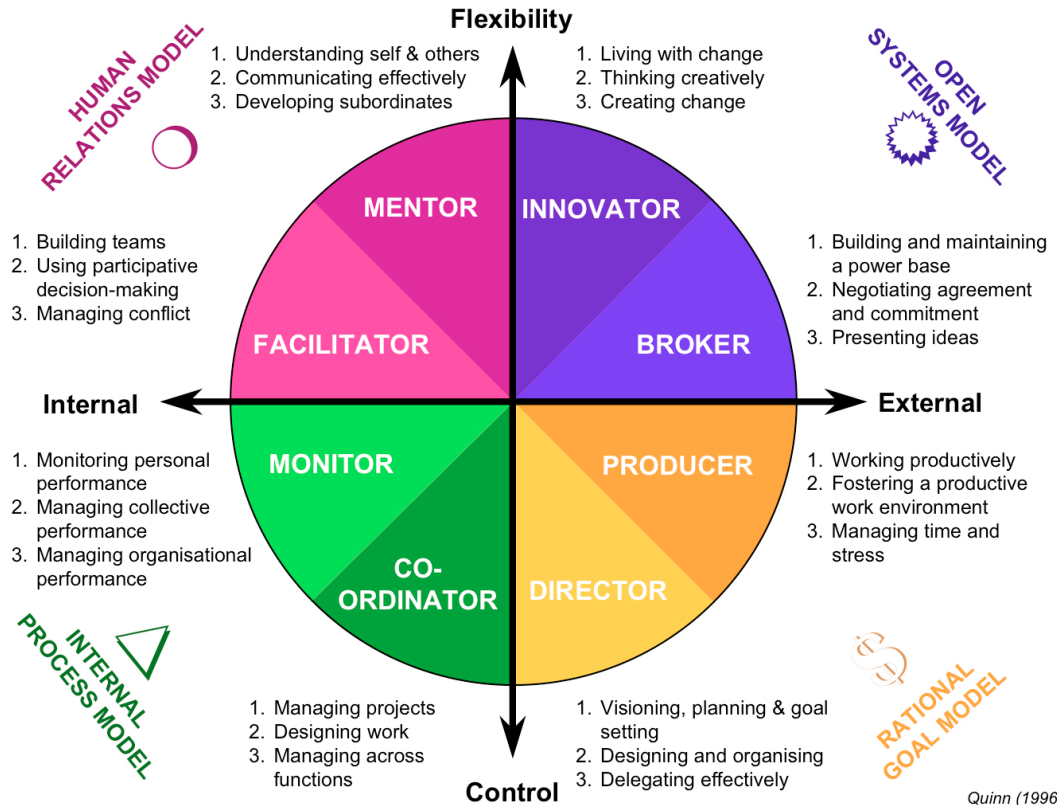 Flexibility
HUMAN
RELATIONS MODEL
1. Understanding self & others
2. Communicating effectively
3. Developing subordinates
1. Living with change
2. Thinking creatively
3. Creating change
OPEN
SYSTEMS MODEL
MENTOR
INNOVATOR
1. Building teams
2. Using participative
decision-making
3. Managing conflict
FACILITATOR
BROKER
1. Building and maintaining
a power base
2. Negotiating agreement
and commitment
3. Presenting ideas
Internal
External
1. Monitoring personal
performance
2. Managing collective
performance
3. Managing organisational
performance
MONITOR
PRODUCER
1. Working productively
2. Fostering a productive
work environment
3. Managing time and
stress
CO-
ORDINATOR
DIRECTOR
INTERNAL
PROCESS MODEL
1. Managing projects
2. Designing work
3. Managing across
functions
1. Visioning, planning & goal
setting
2. Designing and organising
3. Delegating effectively
$
RATIONAL
GOAL MODEL
Control
Quinn (1996